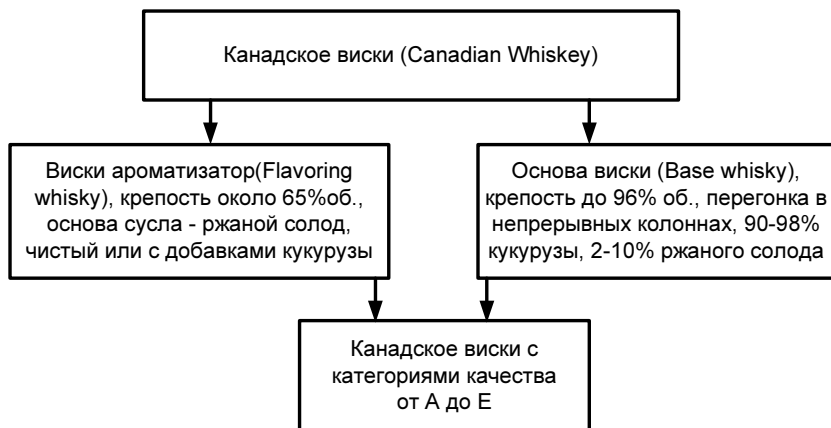 Канадское виски (Canadian Whiskey)
Виски ароматизатор(Flavoring
whisky), крепость около 65%об.,
основа сусла - ржаной солод,
чистый или с добавками кукурузы
Основа виски (Base whisky),
крепость до 96% об., перегонка в
непрерывных колоннах, 90-98%
кукурузы, 2-10% ржаного солода
Канадское виски с
категориями качества
от А до Е